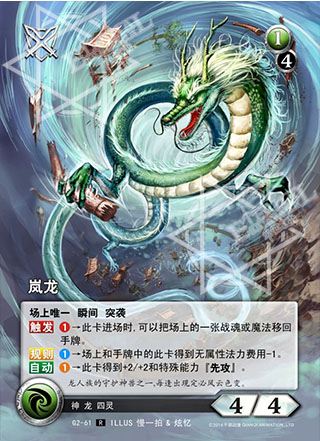 1
4
岚龙
场上唯一 瞬间 突袭
触发 1→此卡进场时,可以把场上的一张战魂或魔法移回
手牌。
规则 1→场上和手牌中的此卡得到无属性法力费用-1。
自动 1→此卡得到+2/+2和特殊能力『先攻』。
龙人族的守护神兽之一,每逢出现定必风云色变。
神 龙 四灵
4 / 4
G2-61 R ILLUS 慢一拍 & 炫忆